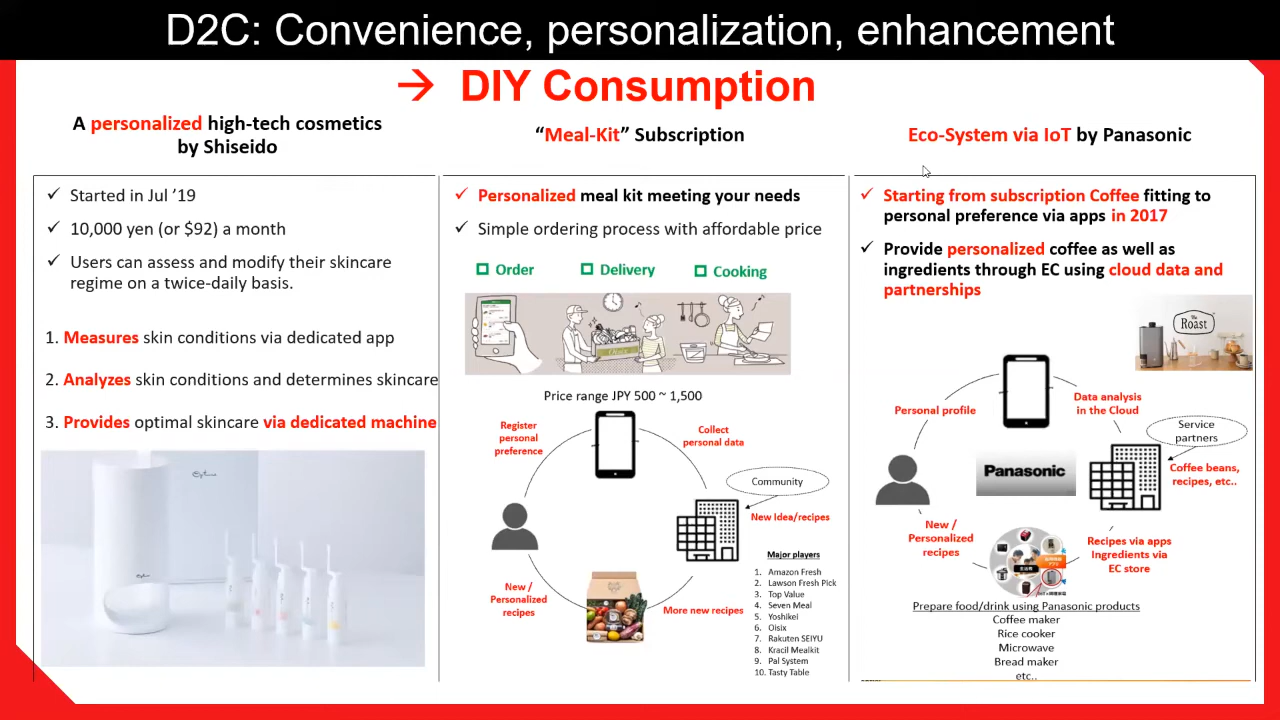 D2C: Convenience, personalization, enhancement
→ DIY Consumption
A personalized high-tech cosmetics
by Shiseido
✓ Started in Jul ’19
✓ 10,000 yen (or $92) a month
✓ Users can assess and modify their skincare
regime on a twice-daily basis.
1. Measures skin conditions via dedicated app
2. Analyzes skin conditions and determines skincare
3. Provides optimal skincare via dedicated machine
“Meal-Kit” Subscription
✓ Personalized meal kit meeting your needs
✓ Simple ordering process with affordable price
Order
Delivery
Cooking
Price range JPY 500 ~ 1,500
Register
personal
preference
Collect
personal data
Community
New Idea/recipes
New /
Personalized
recipes
More new recipes
Major players
1. Amazon Fresh
2. Lawson Fresh Pick
3. Top Value
4. Seven Meal
5. Yoshikei
6. Oisix
7. Rakuten SEIYU
8. Kracil Mealkit
9. Pal System
10. Tasty Table
Eco-System via IoT by Panasonic
✓ Starting from subscription Coffee fitting to
personal preference via apps in 2017
✓ Provide personalized coffee as well as
ingredients through EC using cloud data and
partnerships
The
Roast
Personal profile
Data analysis
in the Cloud
Service
partners
Panasonic
Coffee beans,
recipes, etc..
New /
Personalized
recipes
Recipes via apps
Ingredients via
EC store
Prepare food/drink using Panasonic products
Coffee maker
Rice cooker
Microwave
Bread maker
etc..